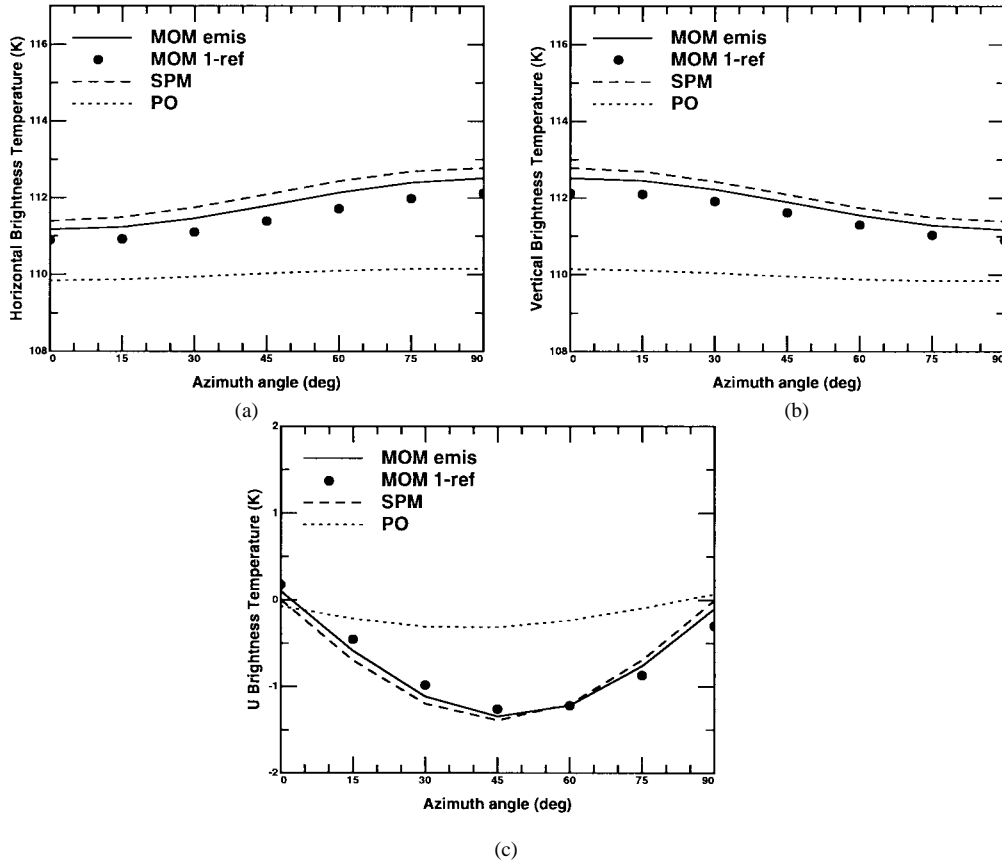 116
114
112
110
108
Horizontal Brightness Temperature (K)
MOM emis
MOM 1-ref
SPM
PO
0 15 30 45 60 75 90
Azimuth angle (deg)
(a)
116
114
112
110
108
Vertical Brightness Temperature (K)
MOM emis
MOM 1-ref
SPM
PO
0 15 30 45 60 75 90
Azimuth angle (deg)
(b)
2
1
0
-1
-2
U Brightness Temperature (K)
MOM emis
MOM 1-ref
SPM
PO
0 15 30 45 60 75 90
Azimuth angle (deg)
(c)